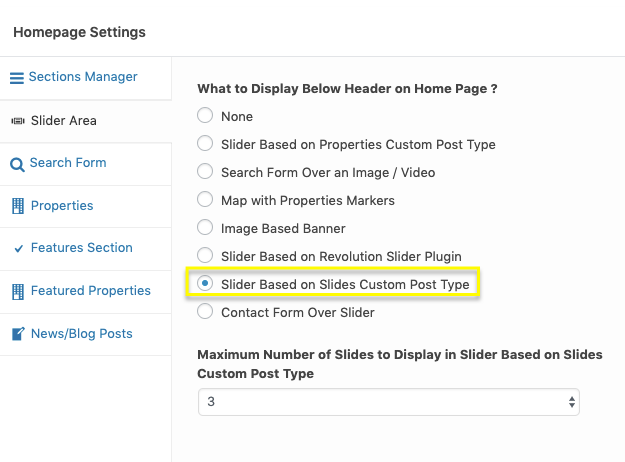 Homepage Settings
Sections Manager
Slider Area
Search Form
Properties
Features Section
Featured Properties
News/Blog Posts
What to Display Below Header on Home Page ?
None
Slider Based on Properties Custom Post Type
Search Form Over an Image / Video
Map with Properties Markers
Image Based Banner
Slider Based on Revolution Slider Plugin
Slider Based on Slides Custom Post Type
Contact Form Over Slider
Maximum Number of Slides to Display in Slider Based on Slides
Custom Post Type
3